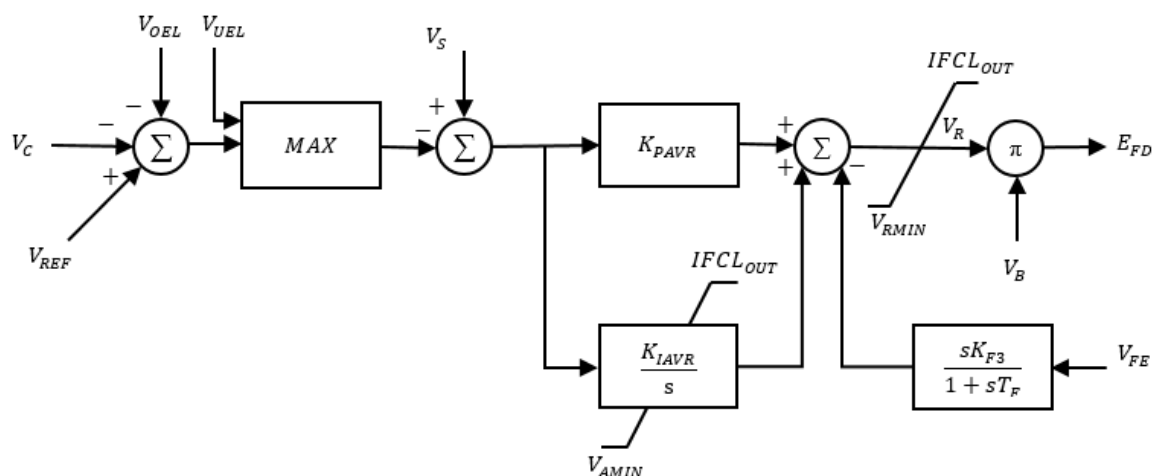 V_OEL
V_UEL
V_S
IFCL_OUT
−
−
+
+
V_C
Σ
MAX
−
Σ
K_PAVR
+
Σ
−
V_R
π
E_FD
+
V_REF
V_RMIN
V_B
IFCL_OUT
K_IAVR
s
V_AMIN
sK_F3
1 + sT_F
V_FE